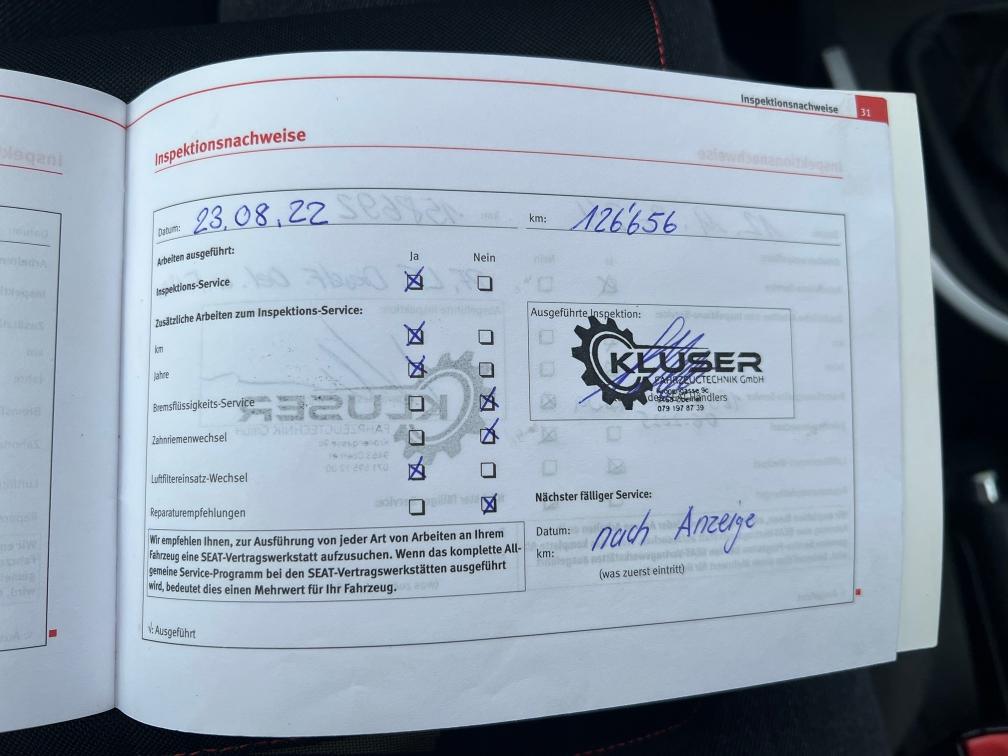 Inspektionsnachweise 31
Inspektionsnachweise
Datum: 23.08.22
km: 126'656
Arbeiten ausgeführt:
Ja Nein
Inspektions-Service
Zusätzliche Arbeiten zum Inspektions-Service:
km
Jahre
Bremsflüssigkeits-Service
Zahnriemenwechsel
Luftfiltereinsatz-Wechsel
Reparaturempfehlungen
Wir empfehlen Ihnen, zur Ausführung von jeder Art von Arbeiten an Ihrem
Fahrzeug eine SEAT-Vertragswerkstatt aufzusuchen. Wenn das komplette All-
gemeine Service-Programm bei den SEAT-Vertragswerkstätten ausgeführt
wird, bedeutet dies einen Mehrwert für Ihr Fahrzeug.
√: Ausgeführt
Ausgeführte Inspektion:
KLUSER
FAHRZEUGTECHNIK GmbH
079 197 87 39
Nächster fälliger Service:
Datum: nach Anzeige
km:
(was zuerst eintritt)